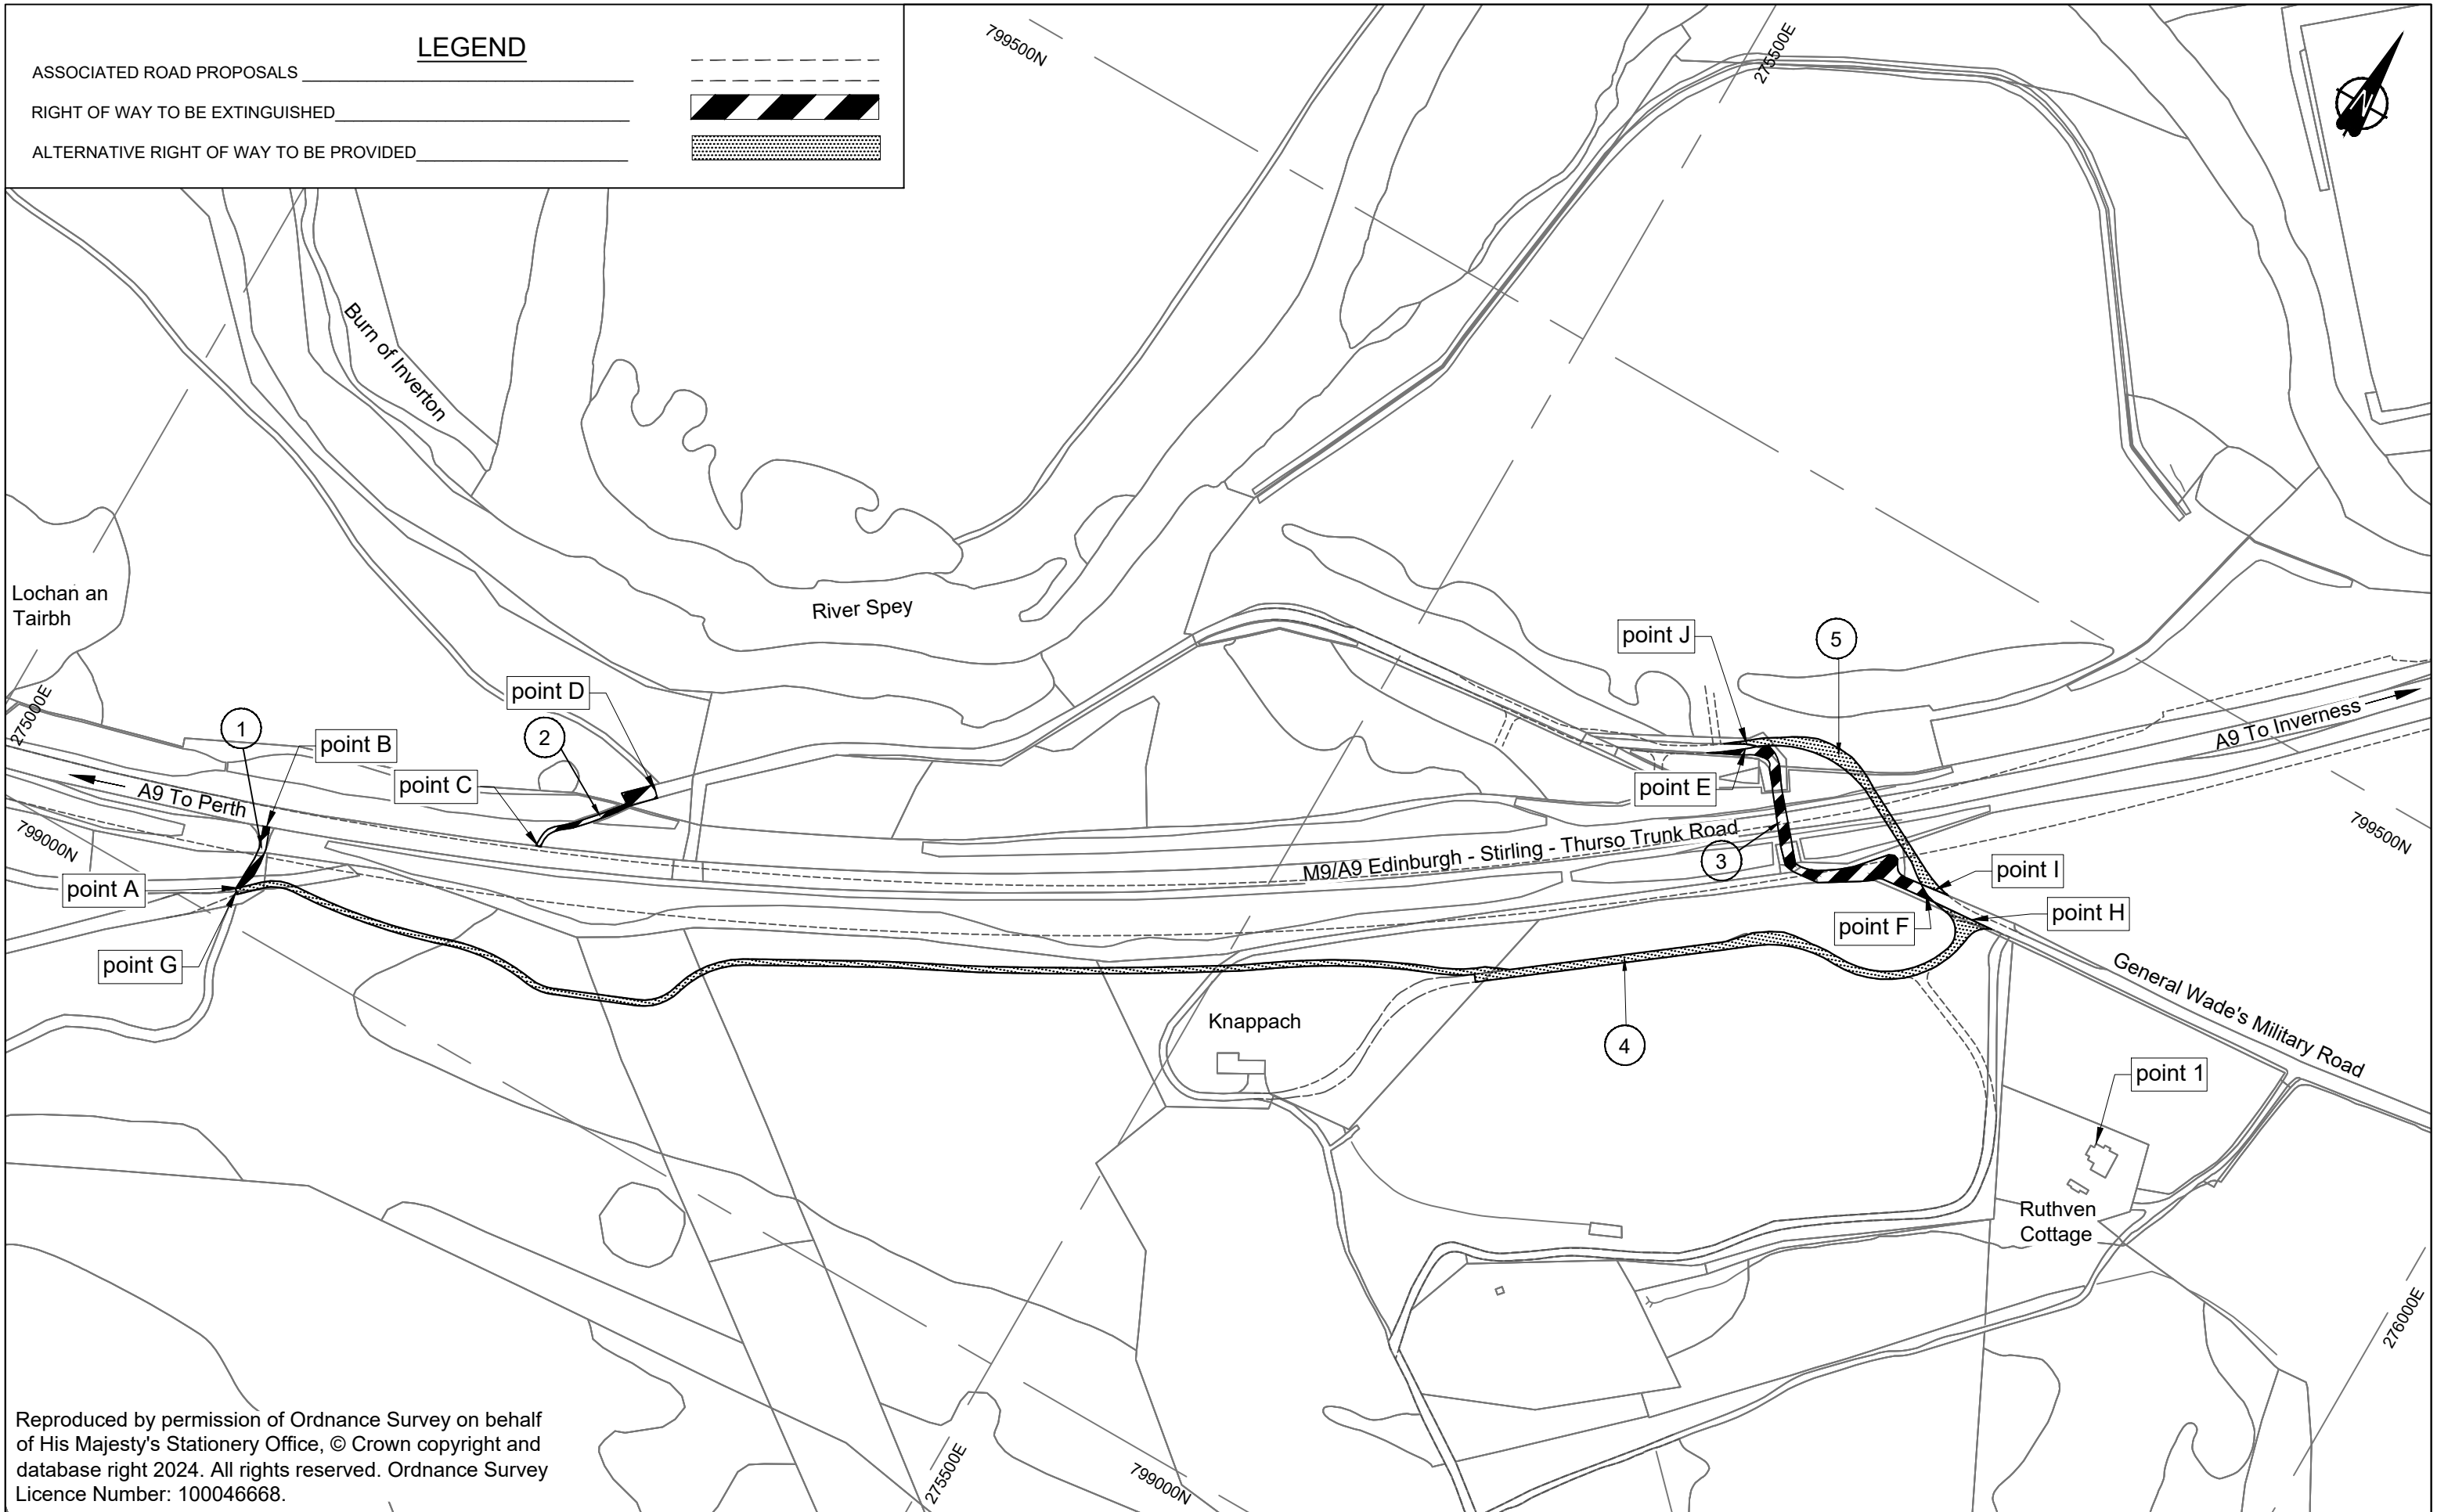 LEGEND
ASSOCIATED ROAD PROPOSALS
RIGHT OF WAY TO BE EXTINGUISHED
ALTERNATIVE RIGHT OF WAY TO BE PROVIDED
799500N
275500E
N
Burn of Inverton
Lochan an
Tairbh
River Spey
275000E
1
point B
point D
2
point C
A9 To Perth
799000N
point A
point G
point J
5
point E
A9 To Inverness
M9/A9 Edinburgh - Stirling - Thurso Trunk Road
3
799500N
point I
point H
point F
General Wade's Military Road
Knappach
4
point 1
Ruthven
Cottage
276000E
275500E
799000N
Reproduced by permission of Ordnance Survey on behalf
of His Majesty's Stationery Office, © Crown copyright and
database right 2024. All rights reserved. Ordnance Survey
Licence Number: 100046668.